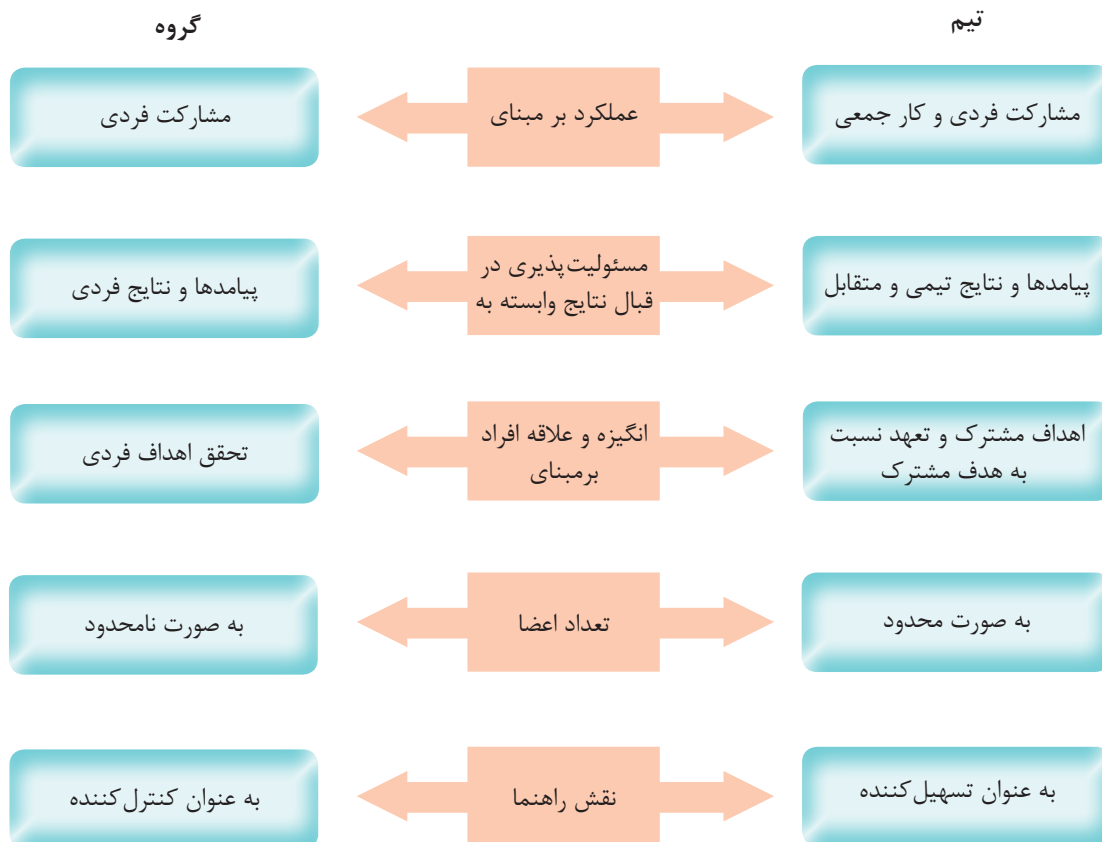 تیم
گروه
مشارکت فردی و کار جمعی
عملکرد بر مبنای
مشارکت فردی
پیامدها و نتایج تیمی و متقابل
مسئولیت‌پذیری در
قبال نتایج وابسته به
پیامدها و نتایج فردی
اهداف مشترک و تعهد نسبت
به هدف مشترک
انگیزه و علاقه افراد
برمبنای
تحقق اهداف فردی
به صورت محدود
تعداد اعضا
به صورت نامحدود
به عنوان تسهیل‌کننده
نقش راهنما
به عنوان کنترل‌کننده